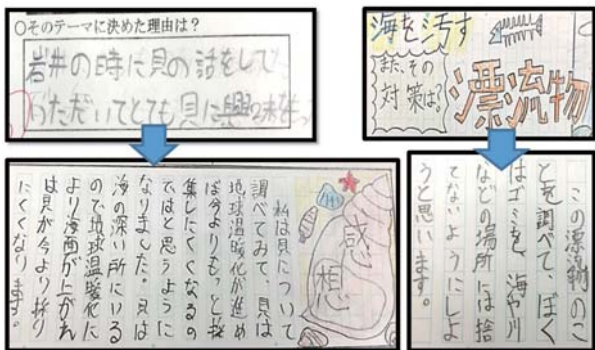 ○そのテーマに決めた理由は？
岩井の時に貝の話をして
いただいてとても貝に興味をもっ
感想
私は貝について
調べてみて、貝は
地球温暖化が進め
ば今よりもっと採
集しにくくなるの
ではと思うように
なりました。貝は
海の深い所にいる
ので地球温暖化に
より海面が上がれ
は貝が今より採り
にくくなります。
海を汚す
漂流物
また、その
対策は？
この漂流物のこ
とを調べて、ぼく
はゴミを、海や川
などの場所には捨
てないようにしよ
うと思います。